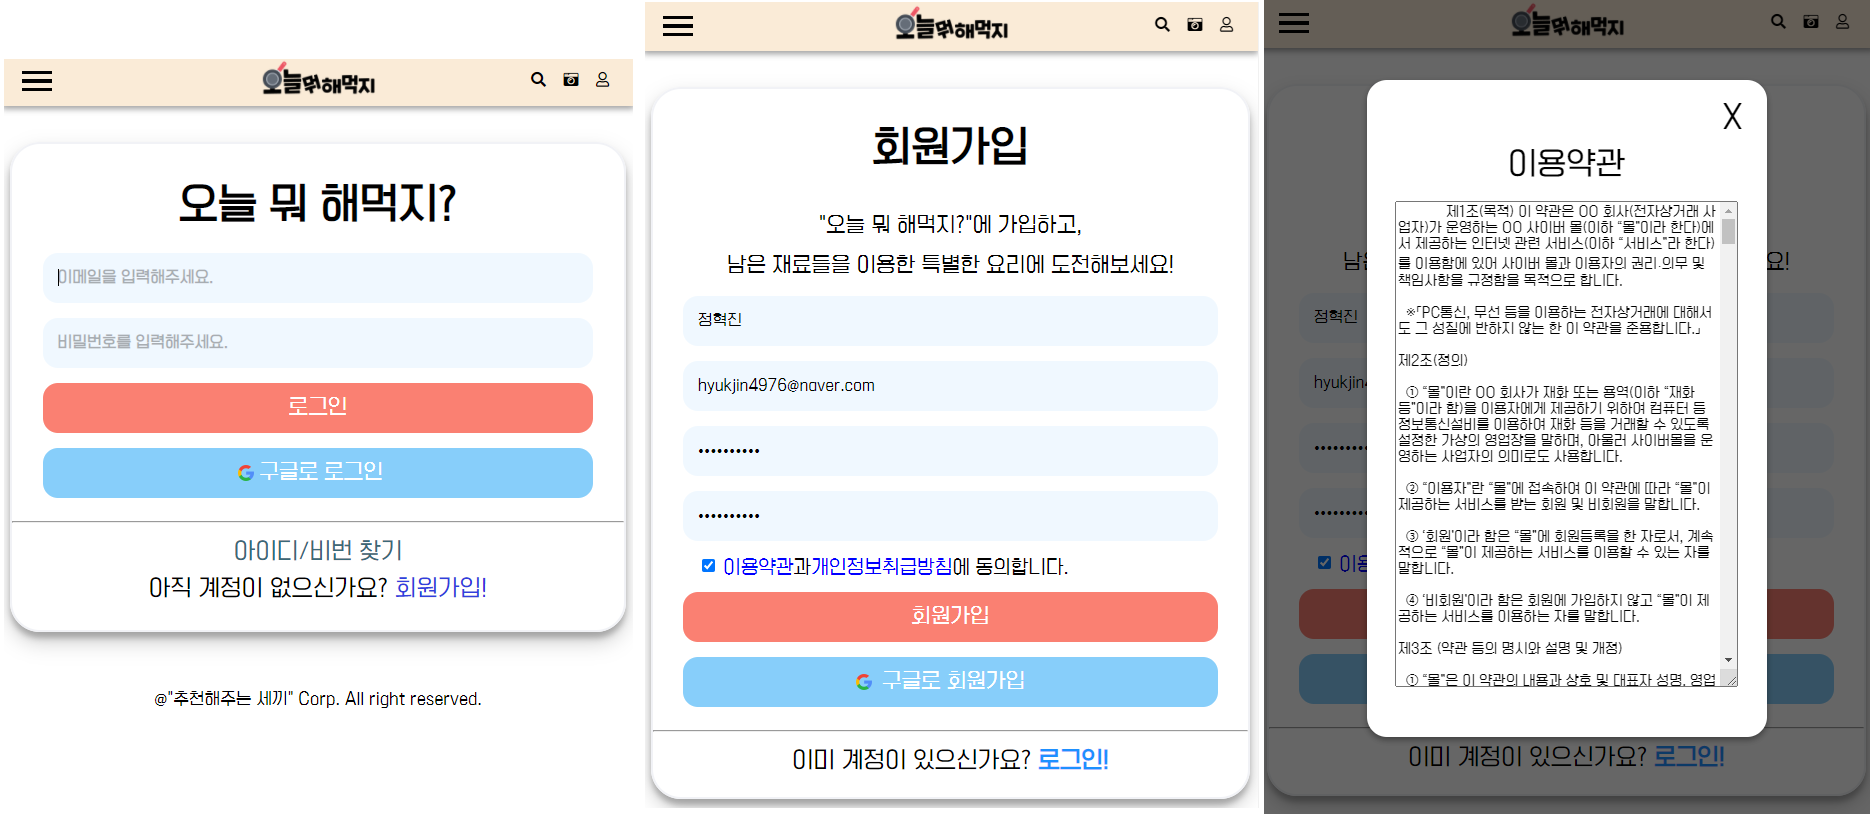 오늘뭐해먹지
오늘 뭐 해먹지?
이메일을 입력해주세요.
비밀번호를 입력해주세요.
로그인
구글로 로그인
아이디/비번 찾기
아직 계정이 없으신가요? 회원가입!
@"추천해주는 세끼" Corp. All right reserved.
오늘뭐해먹지
회원가입
"오늘 뭐 해먹지?"에 가입하고,
남은 재료들을 이용한 특별한 요리에 도전해보세요!
정혁진
hyukjin4976@naver.com
••••••••••
••••••••••
이용약관과개인정보취급방침에 동의합니다.
회원가입
구글로 회원가입
이미 계정이 있으신가요? 로그인!
오늘뭐해먹지
X
이용약관
제1조(목적) 이 약관은 OO 회사(전자상거래 사
업자)가 운영하는 OO 사이버 몰(이하 “몰”이라 한다)에
서 제공하는 인터넷 관련 서비스(이하 “서비스”라 한다)
를 이용함에 있어 사이버 몰과 이용자의 권리·의무 및
책임사항을 규정함을 목적으로 합니다.
※「PC통신, 무선 등을 이용하는 전자상거래에 대해서
도 그 성질에 반하지 않는 한 이 약관을 준용합니다.」
제2조(정의)
① “몰”이란 OO 회사가 재화 또는 용역(이하 “재화
등”이라 함)을 이용자에게 제공하기 위하여 컴퓨터 등
정보통신설비를 이용하여 재화 등을 거래할 수 있도록
설정한 가상의 영업장을 말하며, 아울러 사이버몰을 운
영하는 사업자의 의미로도 사용합니다.
② “이용자”란 “몰”에 접속하여 이 약관에 따라 “몰”이
제공하는 서비스를 받는 회원 및 비회원을 말합니다.
③ ‘회원’이라 함은 “몰”에 회원등록을 한 자로서, 계속
적으로 “몰”이 제공하는 서비스를 이용할 수 있는 자를
말합니다.
④ ‘비회원’이라 함은 회원에 가입하지 않고 “몰”이 제
공하는 서비스를 이용하는 자를 말합니다.
제3조 (약관 등의 명시와 설명 및 개정)
① “몰”은 이 약관의 내용과 상호 및 대표자 성명, 영업
남은
요!
정혁진
hyukjin
••••••••
••••••••
이용
이미 계정이 있으신가요? 로그인!